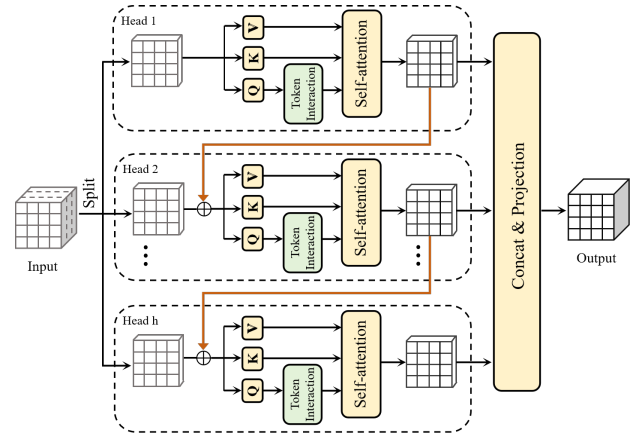 Head 1
V
K
Q
Token
Interaction
Self-attention
Split
Input
Head 2
V
K
Q
Token
Interaction
Self-attention
Head h
V
K
Q
Token
Interaction
Self-attention
Concat & Projection
Output